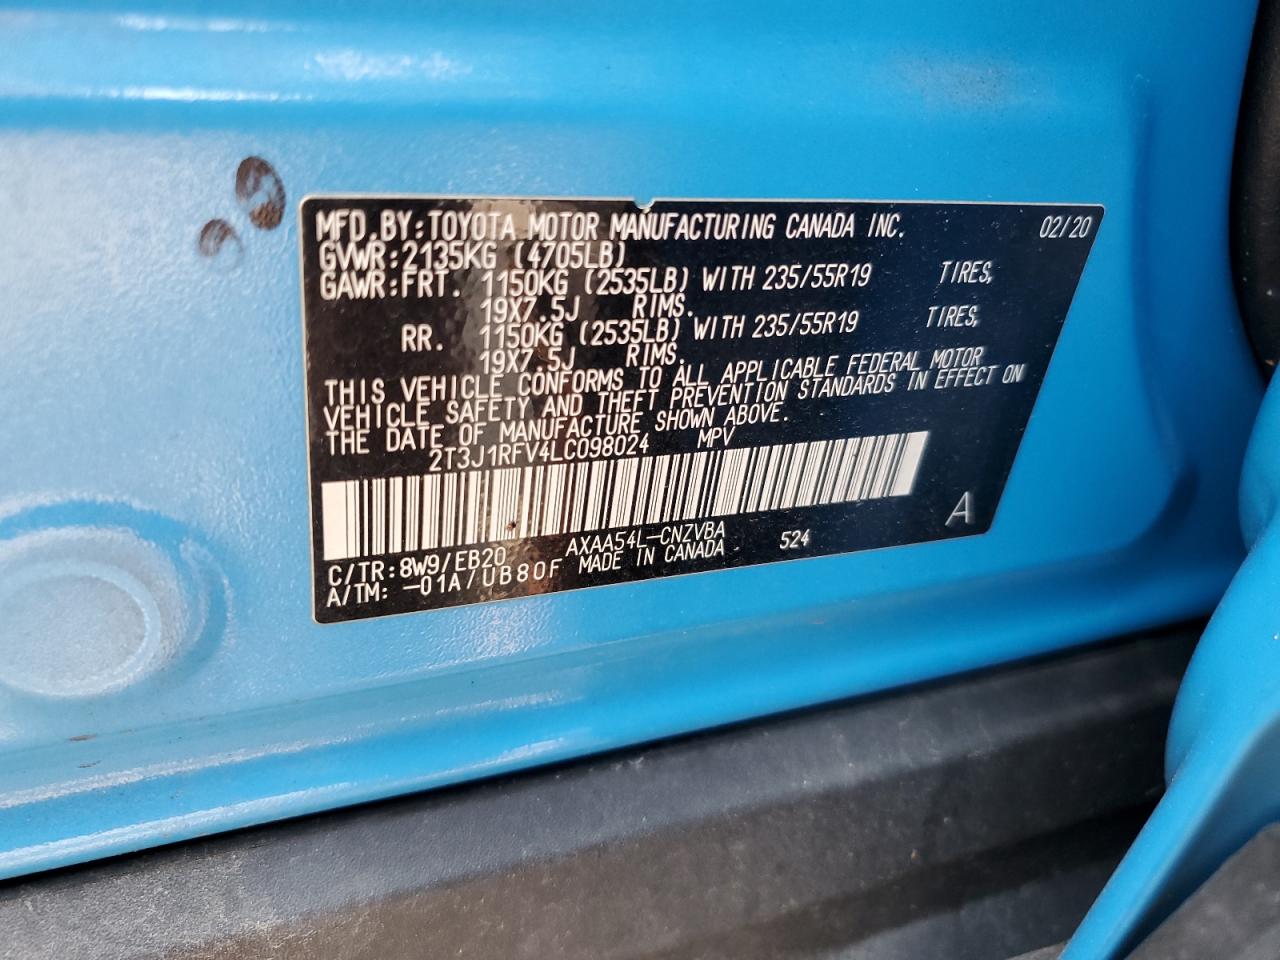 MFD. BY: TOYOTA MOTOR MANUFACTURING CANADA INC. 02/20
GVWR: 2135KG (4705LB)
GAWR: FRT. 1150KG (2535LB) WITH 235/55R19 TIRES,
19X7.5J RIMS.
RR. 1150KG (2535LB) WITH 235/55R19 TIRES,
19X7.5J RIMS.
THIS VEHICLE CONFORMS TO ALL APPLICABLE FEDERAL MOTOR
VEHICLE SAFETY AND THEFT PREVENTION STANDARDS IN EFFECT ON
THE DATE OF MANUFACTURE SHOWN ABOVE.
2T3J1RFV4LC098024 MPV
A
C/TR: 8W9/EB20 AXAA54L-CNZVBA 524
A/TM: -01A/UB80F MADE IN CANADA